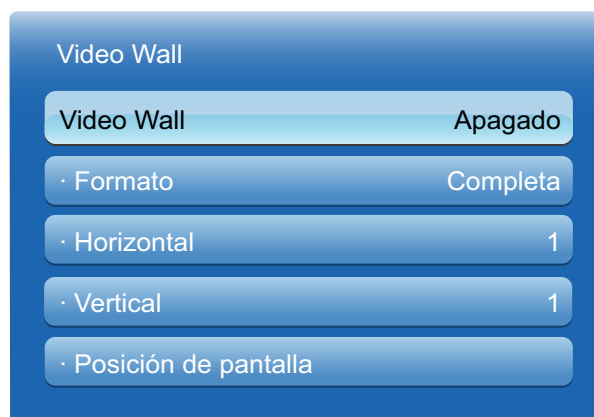 Video Wall
Video Wall Apagado
· Formato Completa
· Horizontal 1
· Vertical 1
· Posición de pantalla